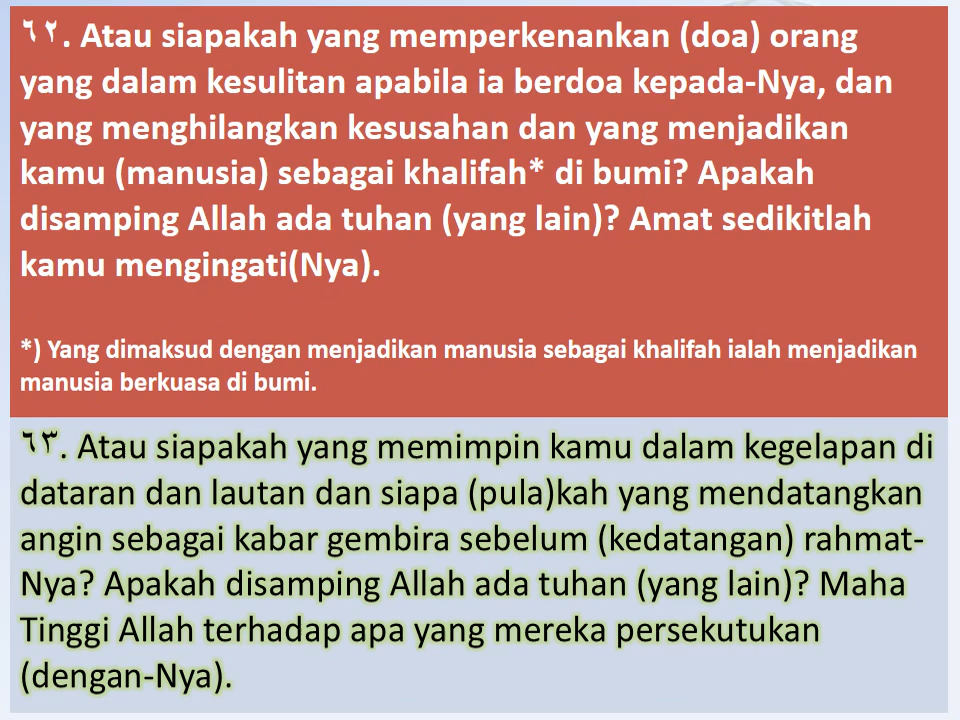 ٦٢. Atau siapakah yang memperkenankan (doa) orang
yang dalam kesulitan apabila ia berdoa kepada-Nya, dan
yang menghilangkan kesusahan dan yang menjadikan
kamu (manusia) sebagai khalifah* di bumi? Apakah
disamping Allah ada tuhan (yang lain)? Amat sedikitlah
kamu mengingati(Nya).
*) Yang dimaksud dengan menjadikan manusia sebagai khalifah ialah menjadikan
manusia berkuasa di bumi.
٦٣. Atau siapakah yang memimpin kamu dalam kegelapan di
dataran dan lautan dan siapa (pula)kah yang mendatangkan
angin sebagai kabar gembira sebelum (kedatangan) rahmat-
Nya? Apakah disamping Allah ada tuhan (yang lain)? Maha
Tinggi Allah terhadap apa yang mereka persekutukan
(dengan-Nya).